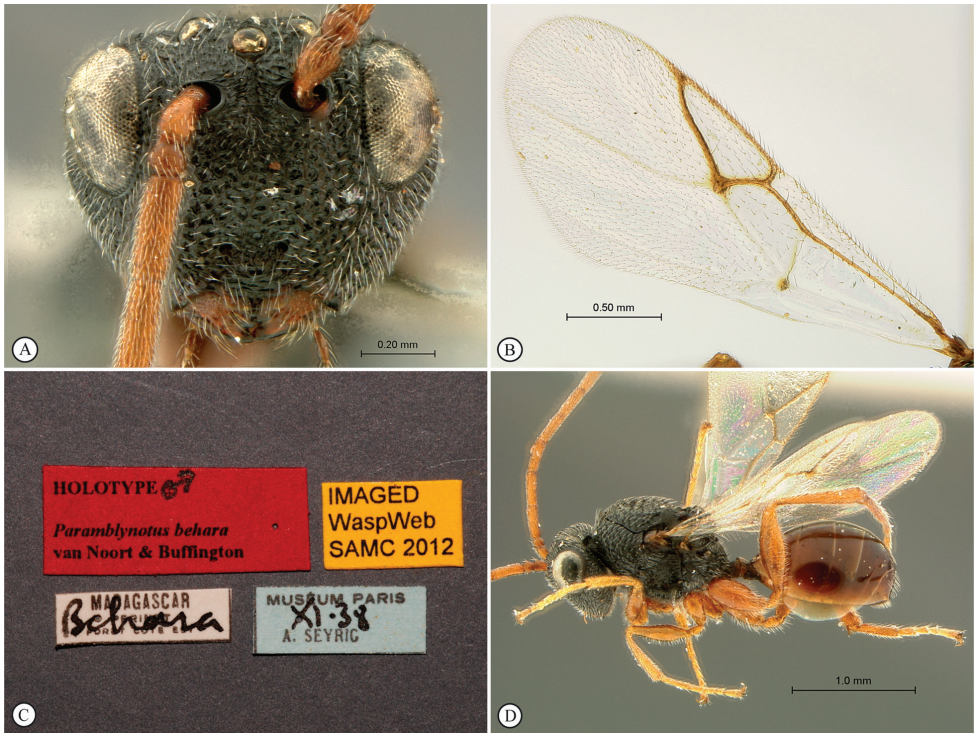 A
0.20 mm
B
0.50 mm
HOLOTYPE
Paramblynotus behara
van Noort & Buffington
IMAGED
WaspWeb
SAMC 2012
MADAGASCAR
Behara
MUSEUM PARIS
XI·38
A. SEYRIG
C
1.0 mm
D